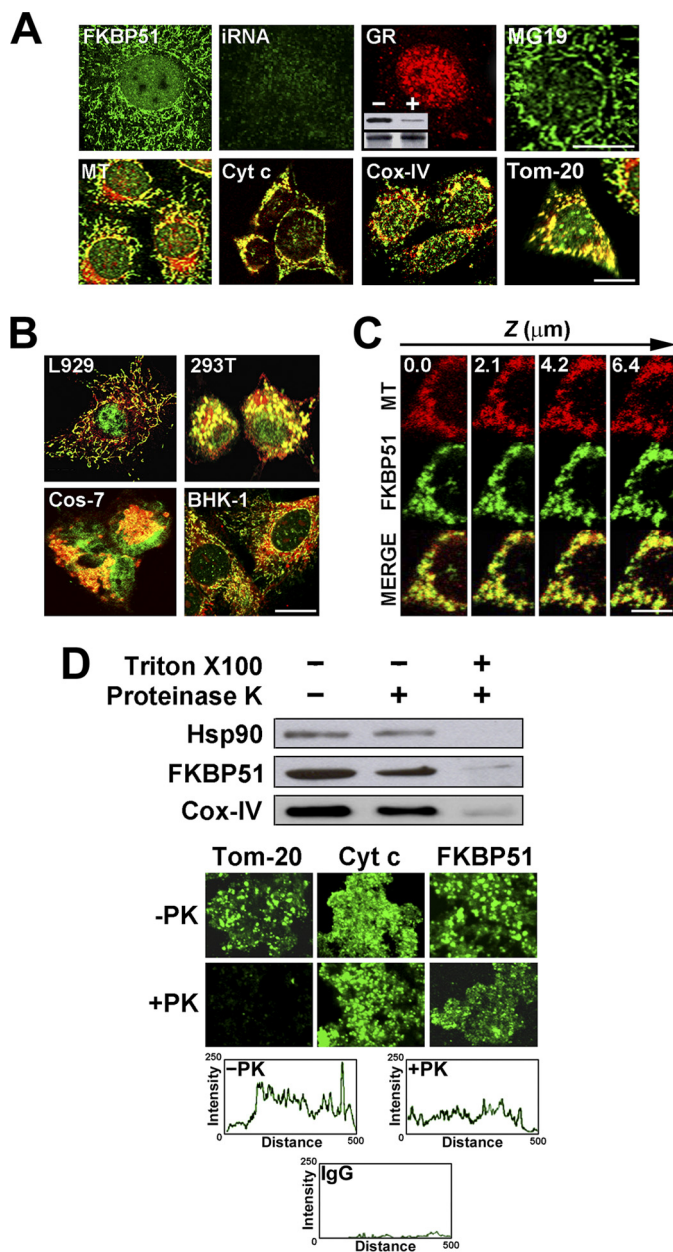 A
FKBP51 iRNA GR MG19
− +
MT Cyt c Cox-IV Tom-20
B
L929 293T
Cos-7 BHK-1
C
Z (μm)
0.0 2.1 4.2 6.4
MT
FKBP51
MERGE
D
Triton X100 − − +
Proteinase K − + +
Hsp90
FKBP51
Cox-IV
Tom-20 Cyt c FKBP51
-PK
+PK
250 −PK 250 +PK
Intensity Intensity
0 Distance 500 0 Distance 500
250 IgG
Intensity
0 Distance 500